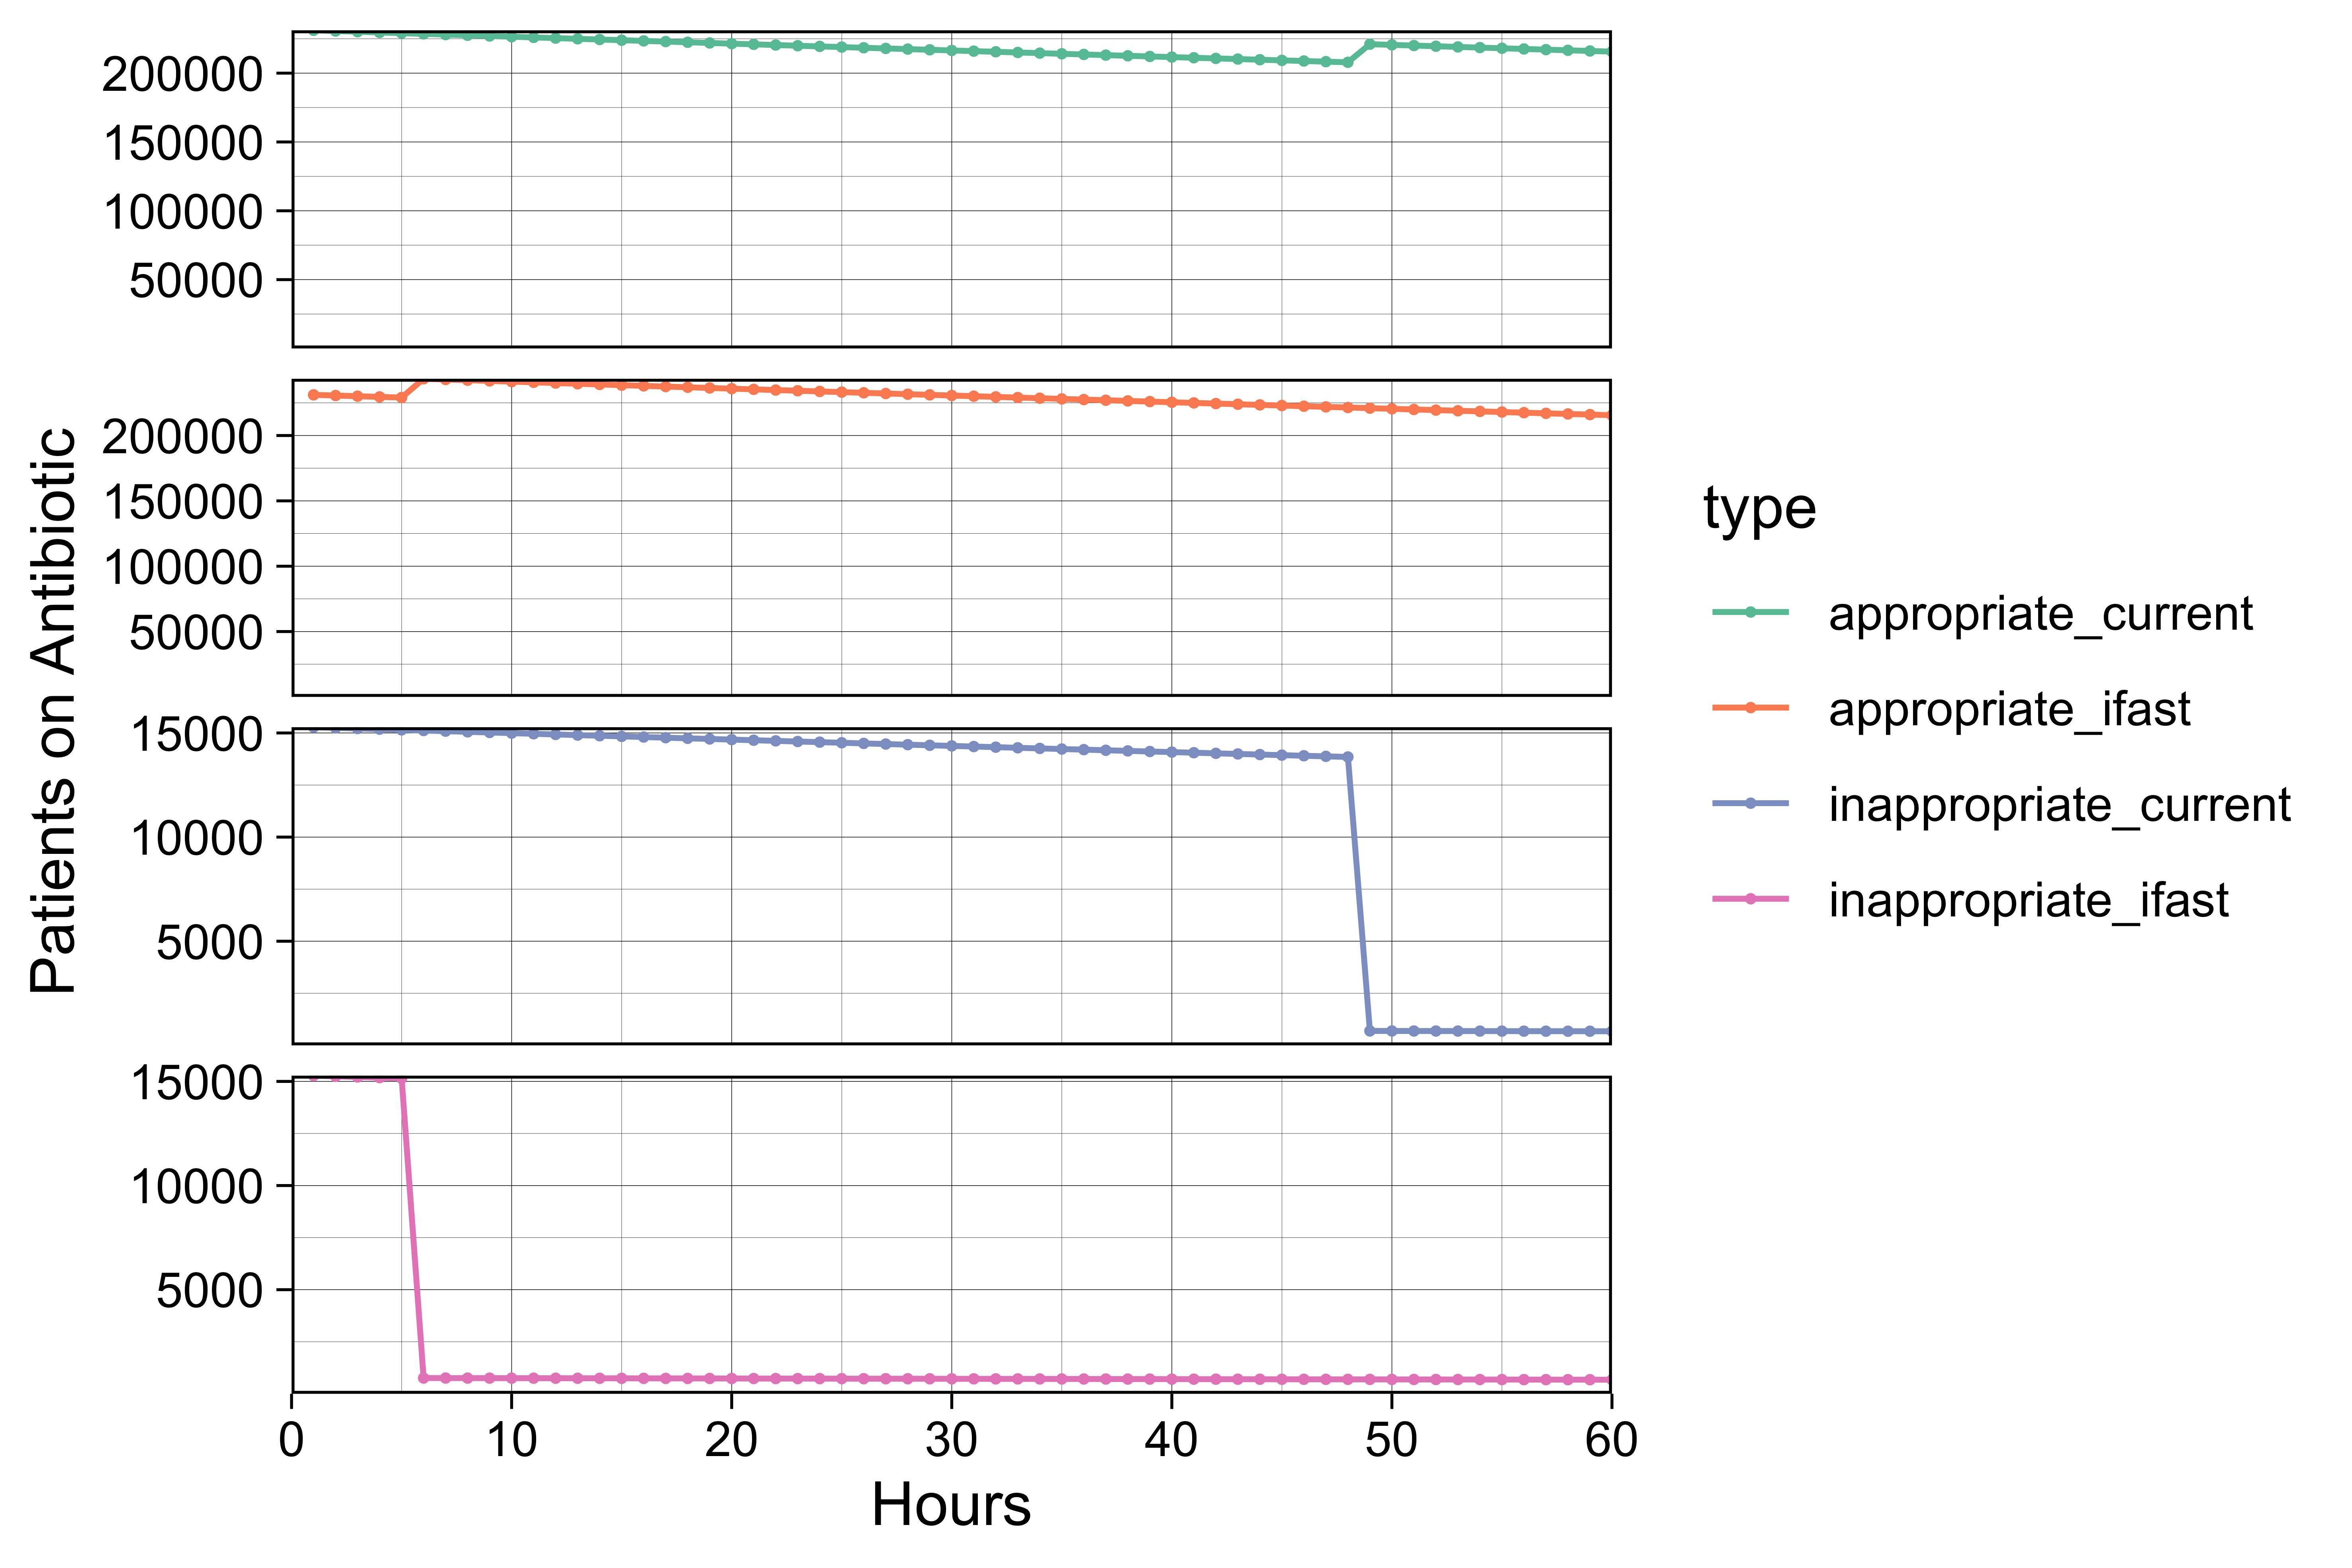 200000
150000
100000
50000
200000
150000
100000
50000
15000
10000
5000
15000
10000
5000
0 10 20 30 40 50 60
Hours
Patients on Antibiotic
type
appropriate_current
appropriate_ifast
inappropriate_current
inappropriate_ifast